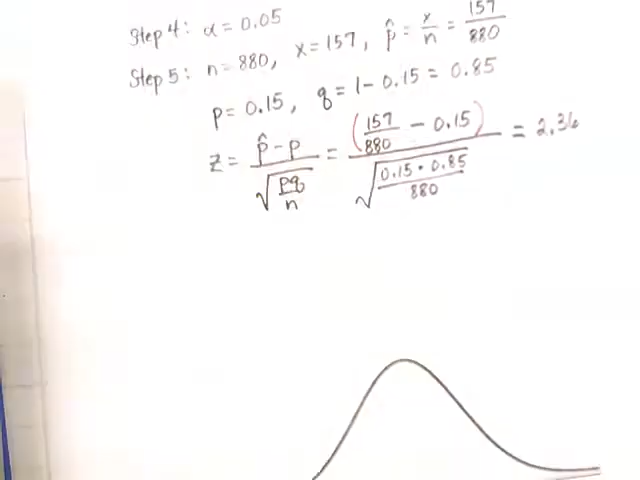 Step 4: α = 0.05
Step 5: n = 880, x = 157, p̂ = x/n = 157/880
p = 0.15, q = 1 - 0.15 = 0.85
z = (p̂ - p)/√(pq/n) = (157/880 - 0.15)/√((0.15 · 0.85)/880) = 2.36